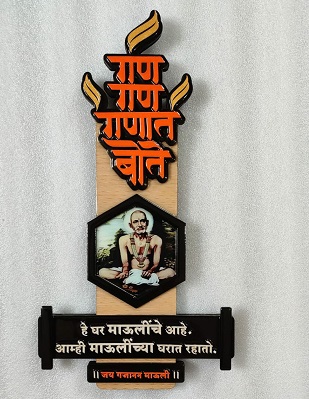 गण
गण
गणात
बोते
हे घर माऊलींचे आहे.
आम्ही माऊलींच्या घरात रहातो.
।। जय गजानन माऊली ।।